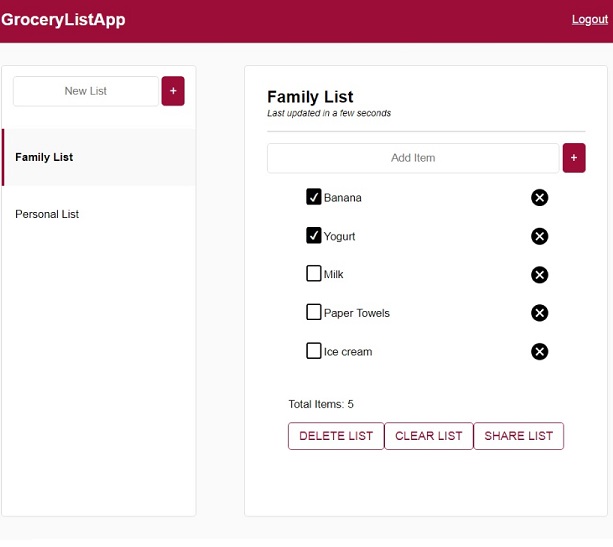 GroceryListApp
Logout
New List
+
Family List
Personal List
Family List
Last updated in a few seconds
Add Item
+
Banana
Yogurt
Milk
Paper Towels
Ice cream
Total Items: 5
DELETE LIST
CLEAR LIST
SHARE LIST